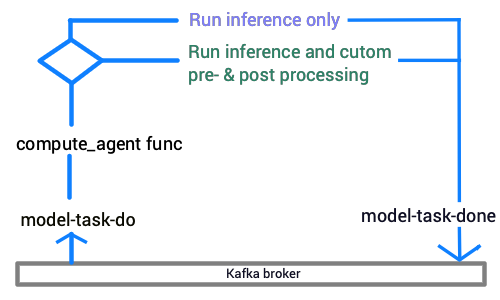 Run inference only
Run inference and cutom
pre- & post processing
compute_agent func
model-task-do
model-task-done
Kafka broker